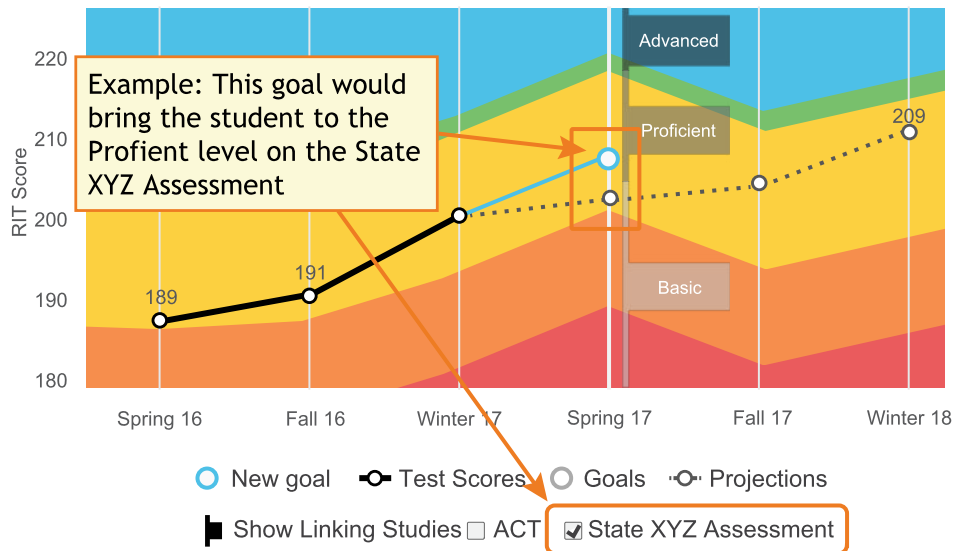 Advanced
220
Example: This goal would
bring the student to the
Profient level on the State
XYZ Assessment
210
Proficient
209
RIT Score
200
191
189
190
Basic
180
Spring 16 Fall 16 Winter 17 Spring 17 Fall 17 Winter 18
New goal Test Scores Goals Projections
Show Linking Studies ACT State XYZ Assessment